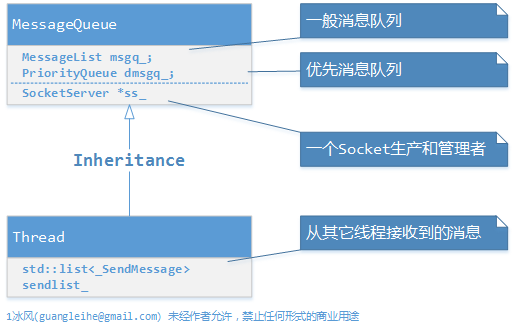 MessageQueue
MessageList msgq_;
PriorityQueue dmsgq_;
SocketServer *ss_
一般消息队列
优先消息队列
一个Socket生产和管理者
Inheritance
Thread
std::list<_SendMessage>
sendlist_
从其它线程接收到的消息
1冰风(guangleihe@gmail.com) 未经作者允许，禁止任何形式的商业用途